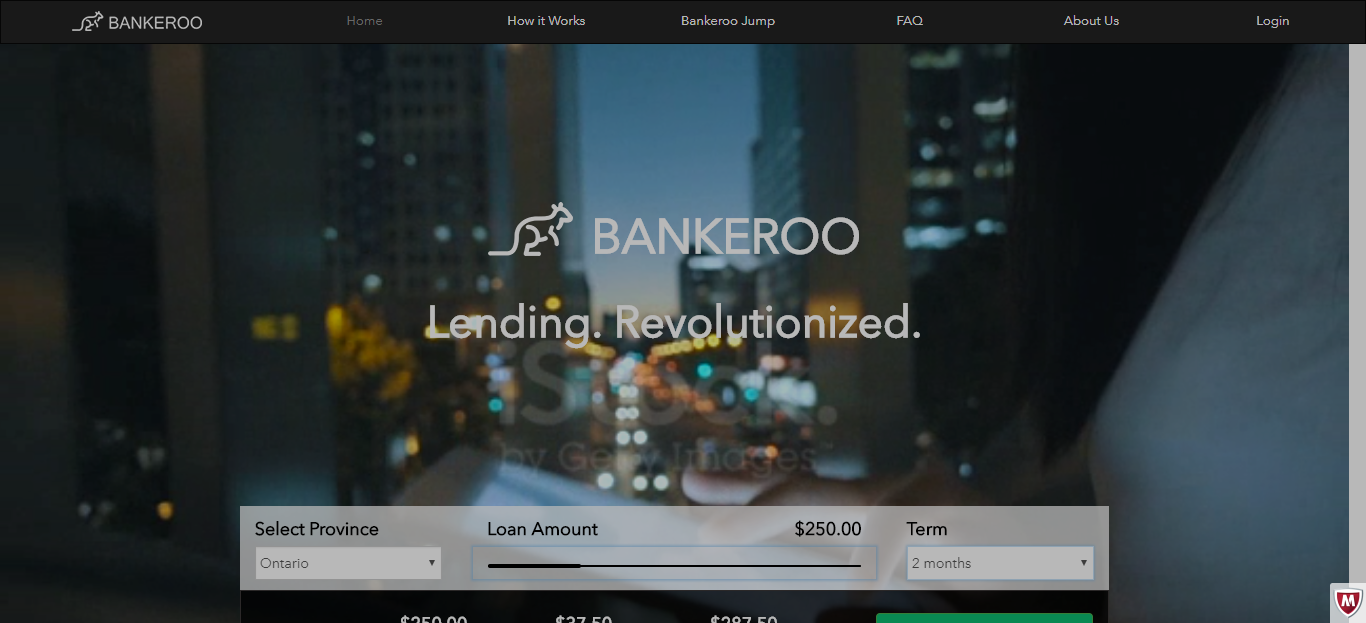 BANKEROO
Home
How it Works
Bankeroo Jump
FAQ
About Us
Login
BANKEROO
Lending. Revolutionized.
iStock.
by Getty Images™
Select Province
Loan Amount
$250.00
Term
Ontario
2 months
$250.00
$37.50
$287.50
M